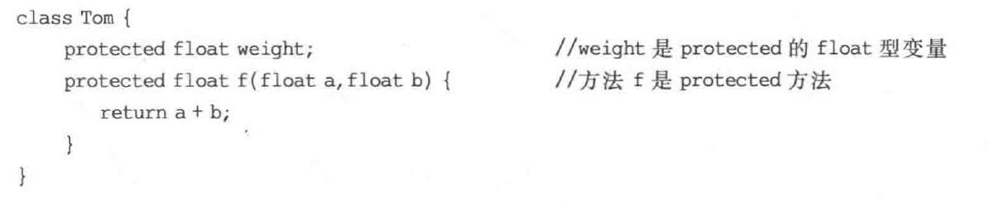 class Tom {
    protected float weight;                    //weight 是 protected 的 float 型变量
    protected float f(float a,float b) {       //方法 f 是 protected 方法
        return a + b;
    }
}